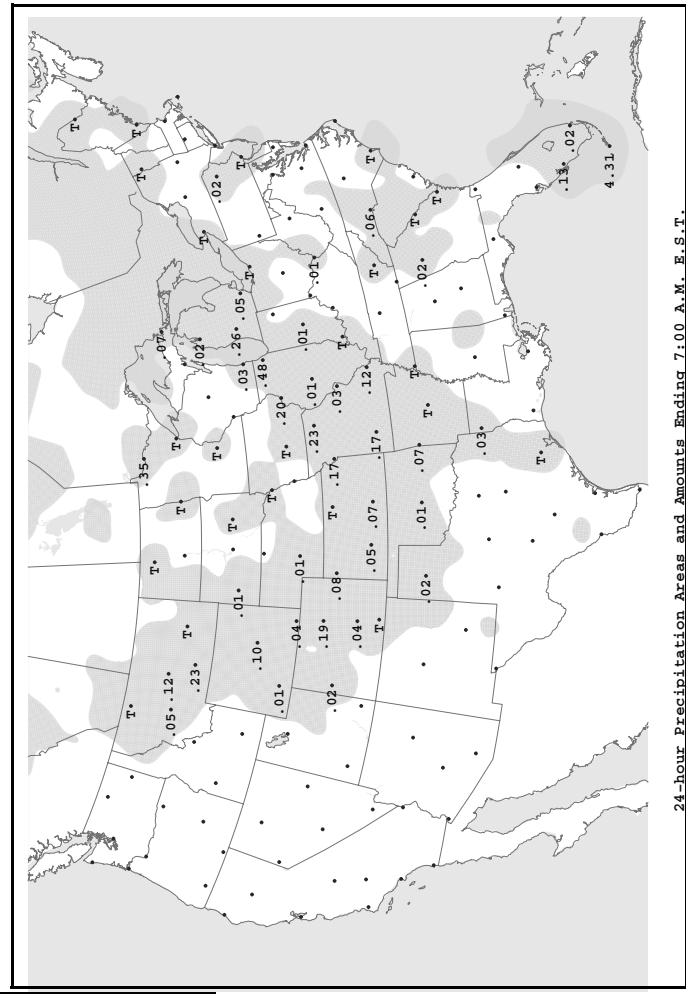 T
T
T
T
.35
T
.07
.12
.05
T
T
T
.23
.02
T
.02
T
T
.26
.01
.05
T
.03
T
.10
.48
T
.01
.20
T
.04
.01
.01
.01
.23
.01
.19
.02
T
.17
.08
.03
T
.04
.12
.06
T
.05
.07
T
.17
T
T
T
.07
.01
.02
.02
T
T
.03
T
.13
.02
4.31
24-hour Precipitation Areas and Amounts Ending 7:00 A.M. E.S.T.